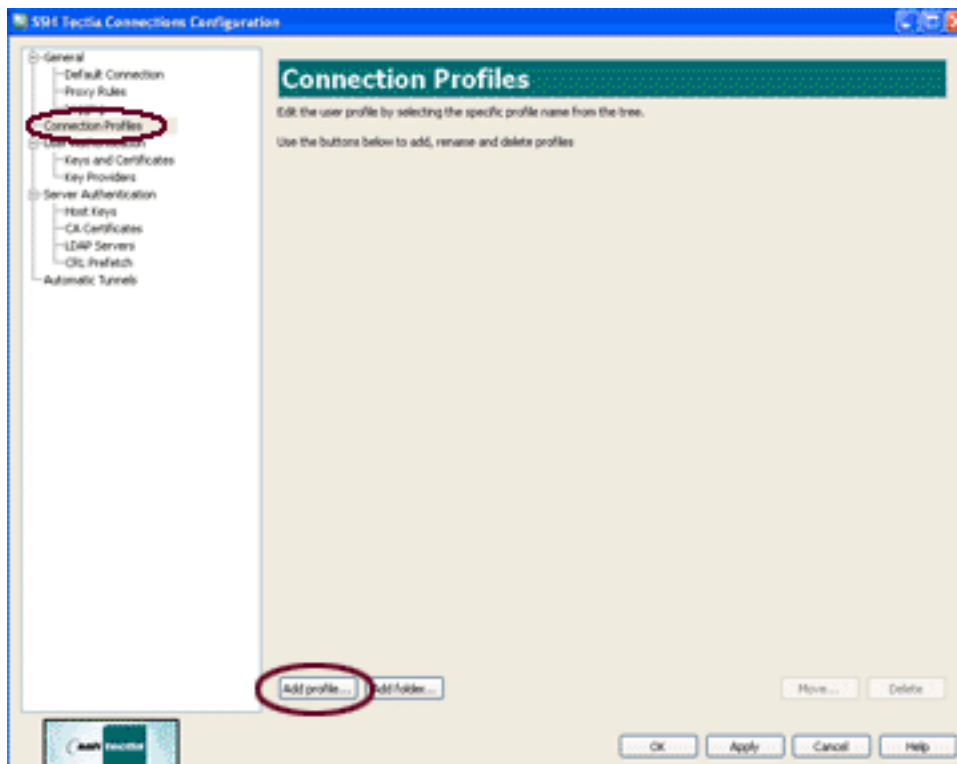 SSH Tectia Connections Configuration
General
Default Connection
Proxy Rules
Connection Profiles
Keys and Certificates
Key Providers
Server Authentication
Host Keys
CA Certificates
LDAP Servers
CRL Prefetch
Automatic Tunnels
Connection Profiles
Edit the user profile by selecting the specific profile name from the tree.
Use the buttons below to add, rename and delete profiles
Add profile... Add folder... Move... Delete
ssh tectia
OK Apply Cancel Help